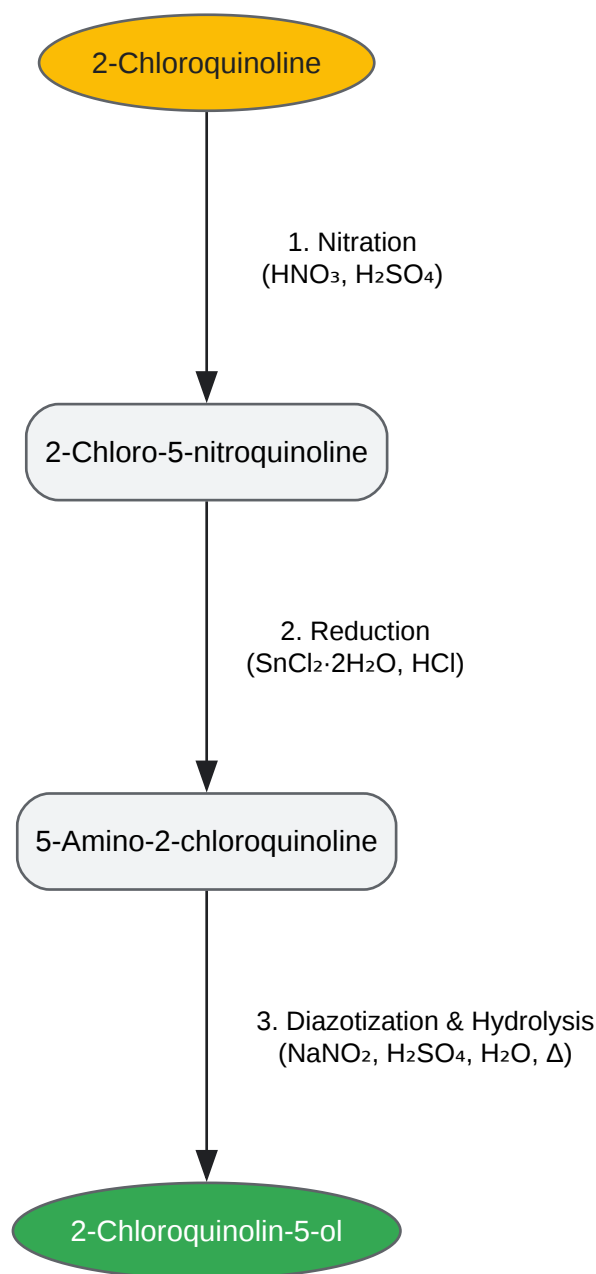 2-Chloroquinoline
1. Nitration
(HNO₃, H₂SO₄)
2-Chloro-5-nitroquinoline
2. Reduction
(SnCl₂·2H₂O, HCl)
5-Amino-2-chloroquinoline
3. Diazotization & Hydrolysis
(NaNO₂, H₂SO₄, H₂O, Δ)
2-Chloroquinolin-5-ol